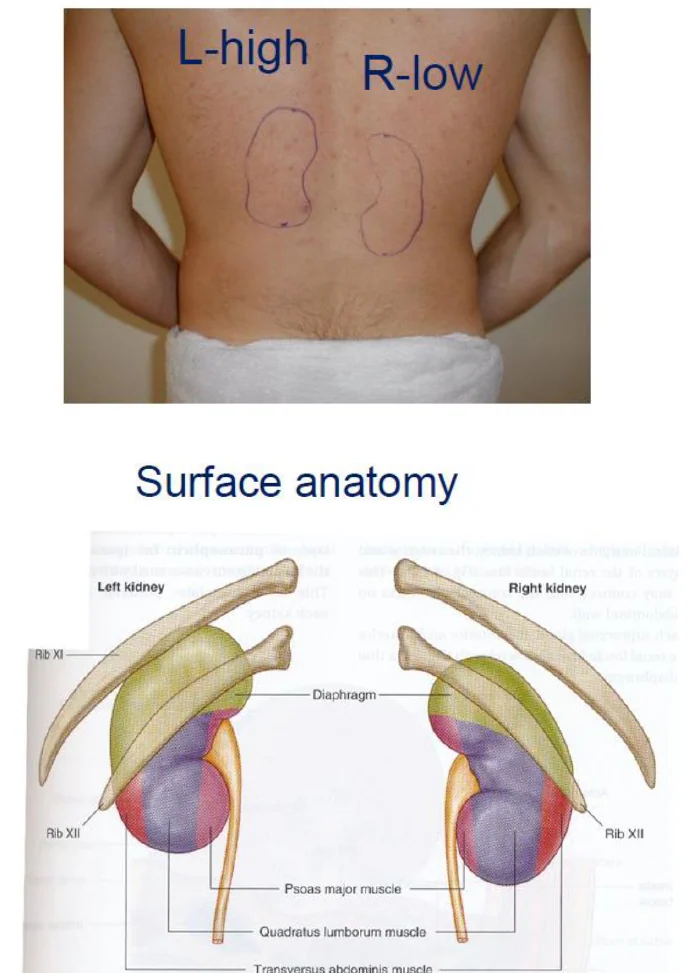 L-high
R-low
Surface anatomy
Left kidney
Right kidney
Rib XI
Diaphragm
Rib XII
Rib XII
Psoas major muscle
Quadratus lumborum muscle
Transversus abdominis muscle